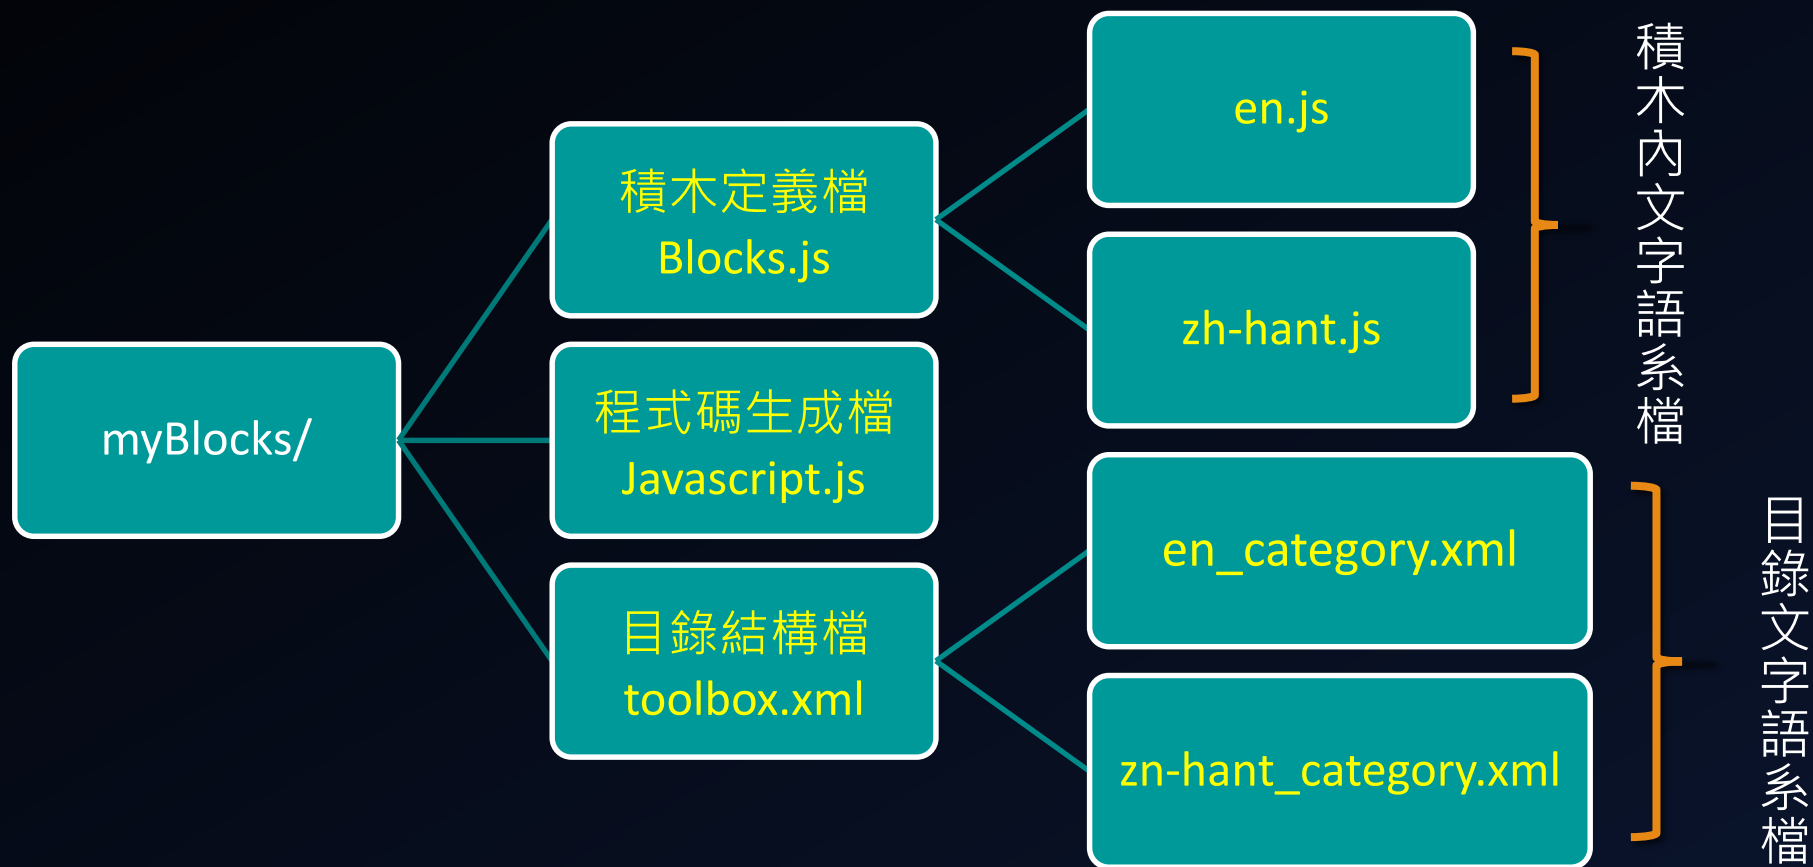 myBlocks/
積木定義檔
Blocks.js
程式碼生成檔
Javascript.js
目錄結構檔
toolbox.xml
en.js
zh-hant.js
en_category.xml
zn-hant_category.xml
積木內文字語系檔
目錄文字語系檔